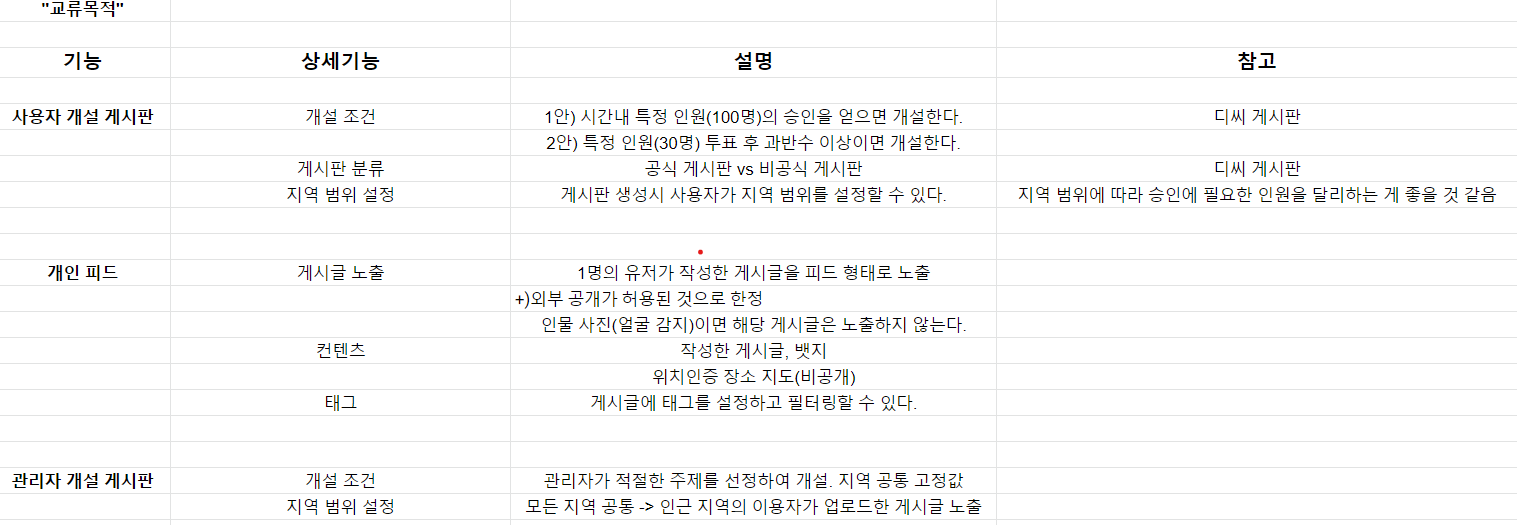 "교류목적"
기능 상세기능 설명 참고
사용자 개설 게시판 개설 조건 1안) 시간내 특정 인원(100명)의 승인을 얻으면 개설한다. 디씨 게시판
2안) 특정 인원(30명) 투표 후 과반수 이상이면 개설한다.
게시판 분류 공식 게시판 vs 비공식 게시판 디씨 게시판
지역 범위 설정 게시판 생성시 사용자가 지역 범위를 설정할 수 있다. 지역 범위에 따라 승인에 필요한 인원을 달리하는 게 좋을 것 같음
개인 피드 게시글 노출 1명의 유저가 작성한 게시글을 피드 형태로 노출
+)외부 공개가 허용된 것으로 한정
인물 사진(얼굴 감지)이면 해당 게시글은 노출하지 않는다.
컨텐츠 작성한 게시글, 뱃지
위치인증 장소 지도(비공개)
태그 게시글에 태그를 설정하고 필터링할 수 있다.
관리자 개설 게시판 개설 조건 관리자가 적절한 주제를 선정하여 개설. 지역 공통 고정값
지역 범위 설정 모든 지역 공통 -> 인근 지역의 이용자가 업로드한 게시글 노출